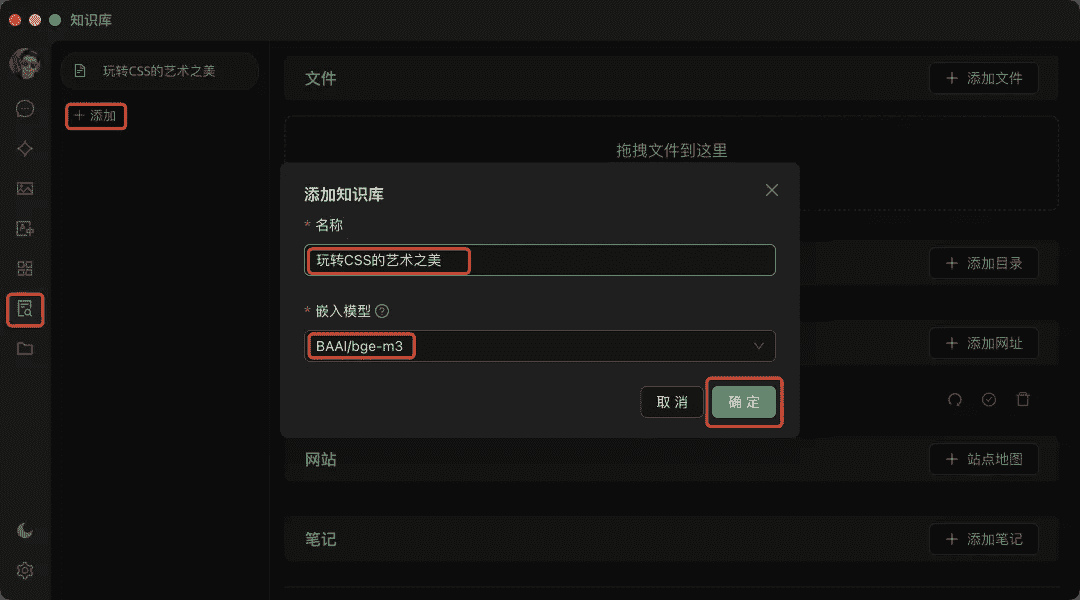 知识库
玩转CSS的艺术之美
+ 添加
文件
+ 添加文件
拖拽文件到这里
添加知识库
* 名称
玩转CSS的艺术之美
* 嵌入模型
BAAI/bge-m3
取 消
确 定
+ 添加目录
+ 添加网址
网站
+ 站点地图
笔记
+ 添加笔记